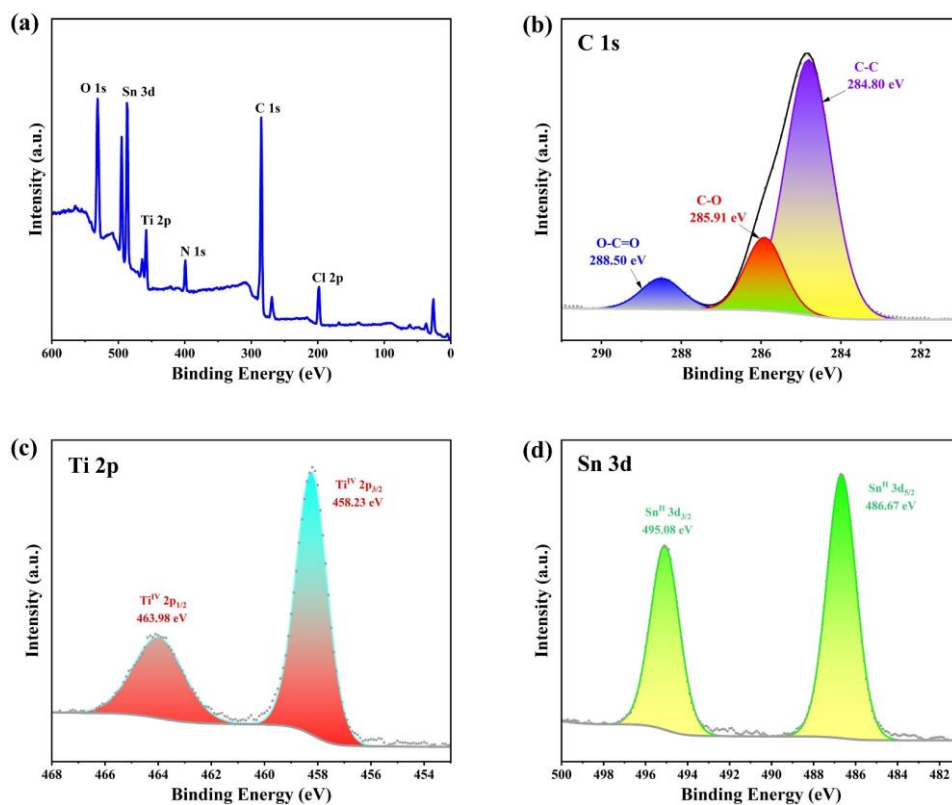 (a)
O 1s
Sn 3d
Ti 2p
N 1s
C 1s
Cl 2p
Intensity (a.u.)
600 500 400 300 200 100 0
Binding Energy (eV)
(b)
C 1s
C-C
284.80 eV
C-O
285.91 eV
O-C=O
288.50 eV
Intensity (a.u.)
290 288 286 284 282
Binding Energy (eV)
(c)
Ti 2p
Ti^IV 2p_3/2
458.23 eV
Ti^IV 2p_1/2
463.98 eV
Intensity (a.u.)
468 466 464 462 460 458 456 454
Binding Energy (eV)
(d)
Sn 3d
Sn^II 3d_5/2
486.67 eV
Sn^II 3d_3/2
495.08 eV
Intensity (a.u.)
500 498 496 494 492 490 488 486 484 482
Binding Energy (eV)